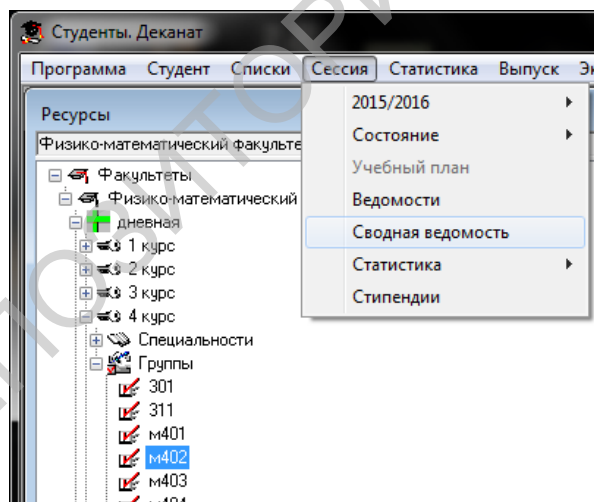 Студенты. Деканат
Программа Студент Списки Сессия Статистика Выпуск
Ресурсы
Физико-математический факульте
Факультеты
Физико-математический
дневная
1 курс
2 курс
3 курс
4 курс
Специальности
Группы
301
311
м401
м402
м403
2015/2016
Состояние
Учебный план
Ведомости
Сводная ведомость
Статистика
Стипендии